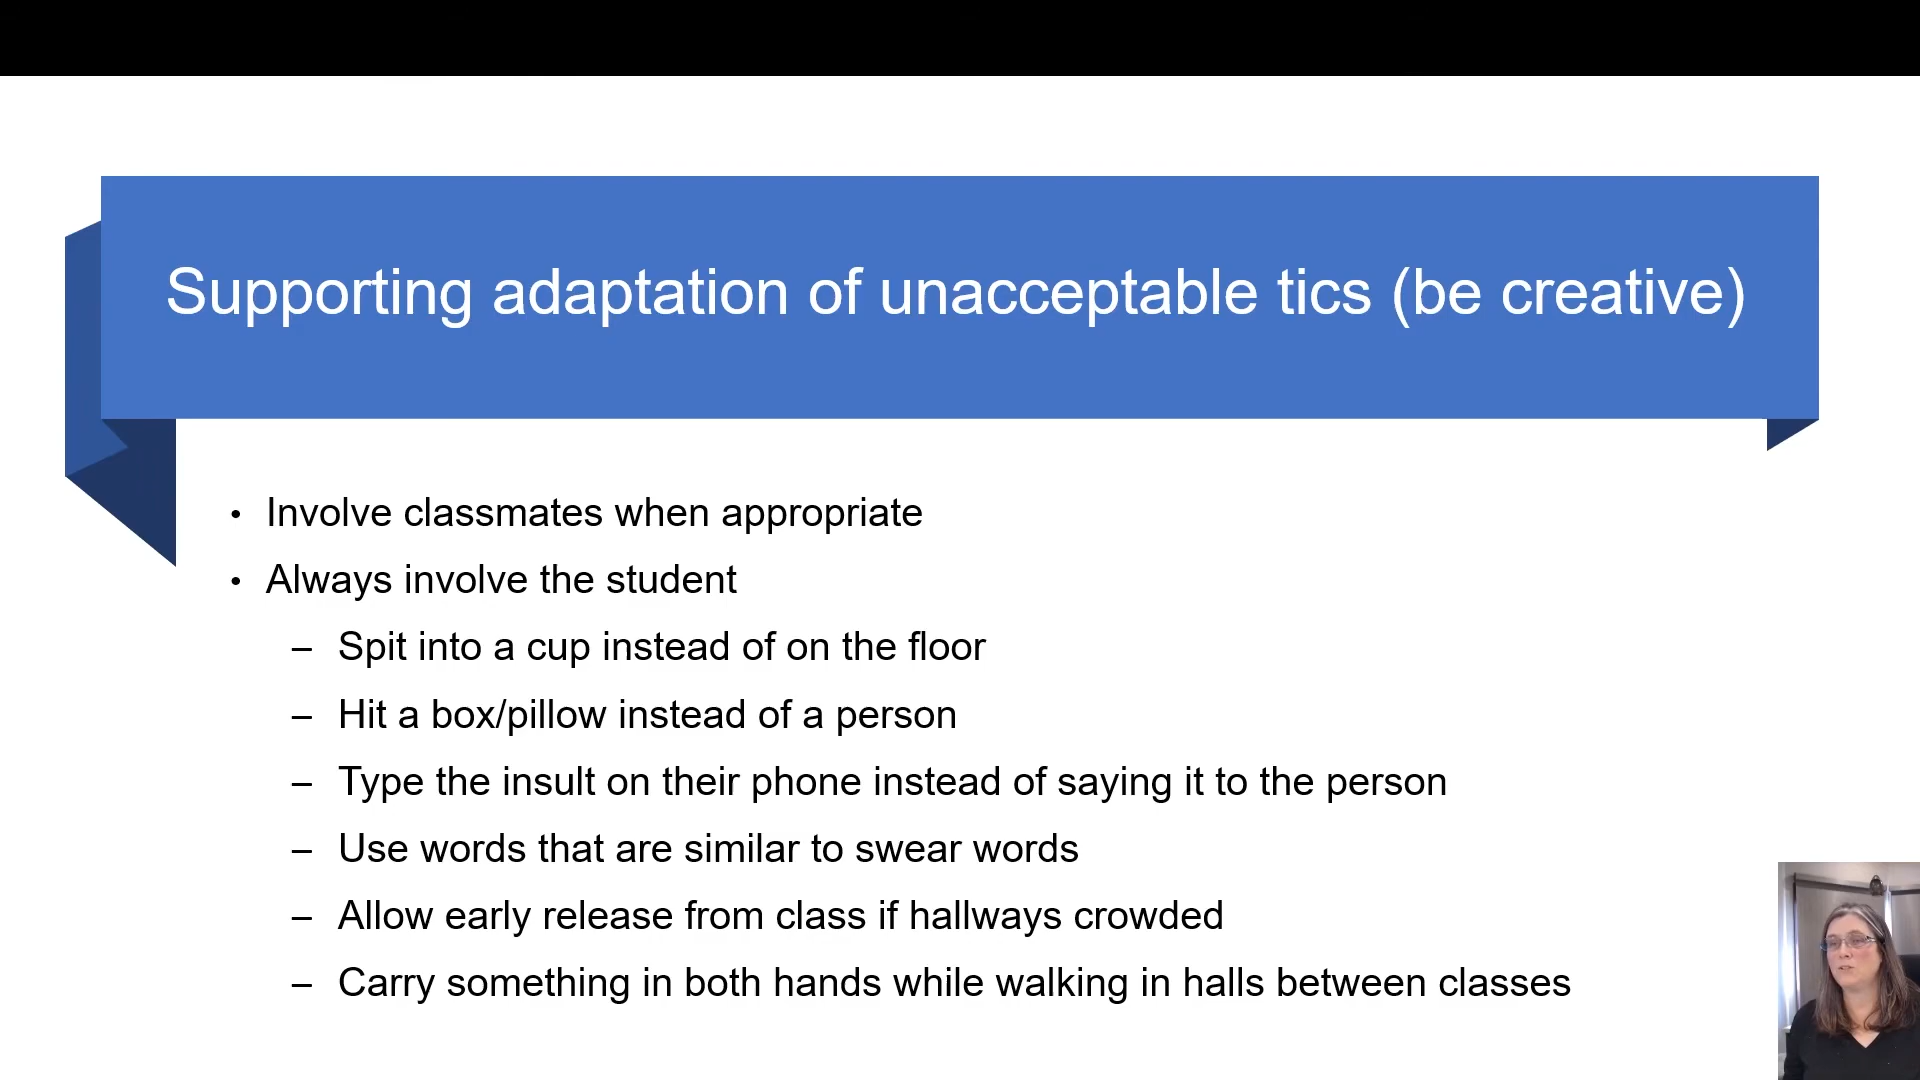 Supporting adaptation of unacceptable tics (be creative)
• Involve classmates when appropriate
• Always involve the student
– Spit into a cup instead of on the floor
– Hit a box/pillow instead of a person
– Type the insult on their phone instead of saying it to the person
– Use words that are similar to swear words
– Allow early release from class if hallways crowded
– Carry something in both hands while walking in halls between classes